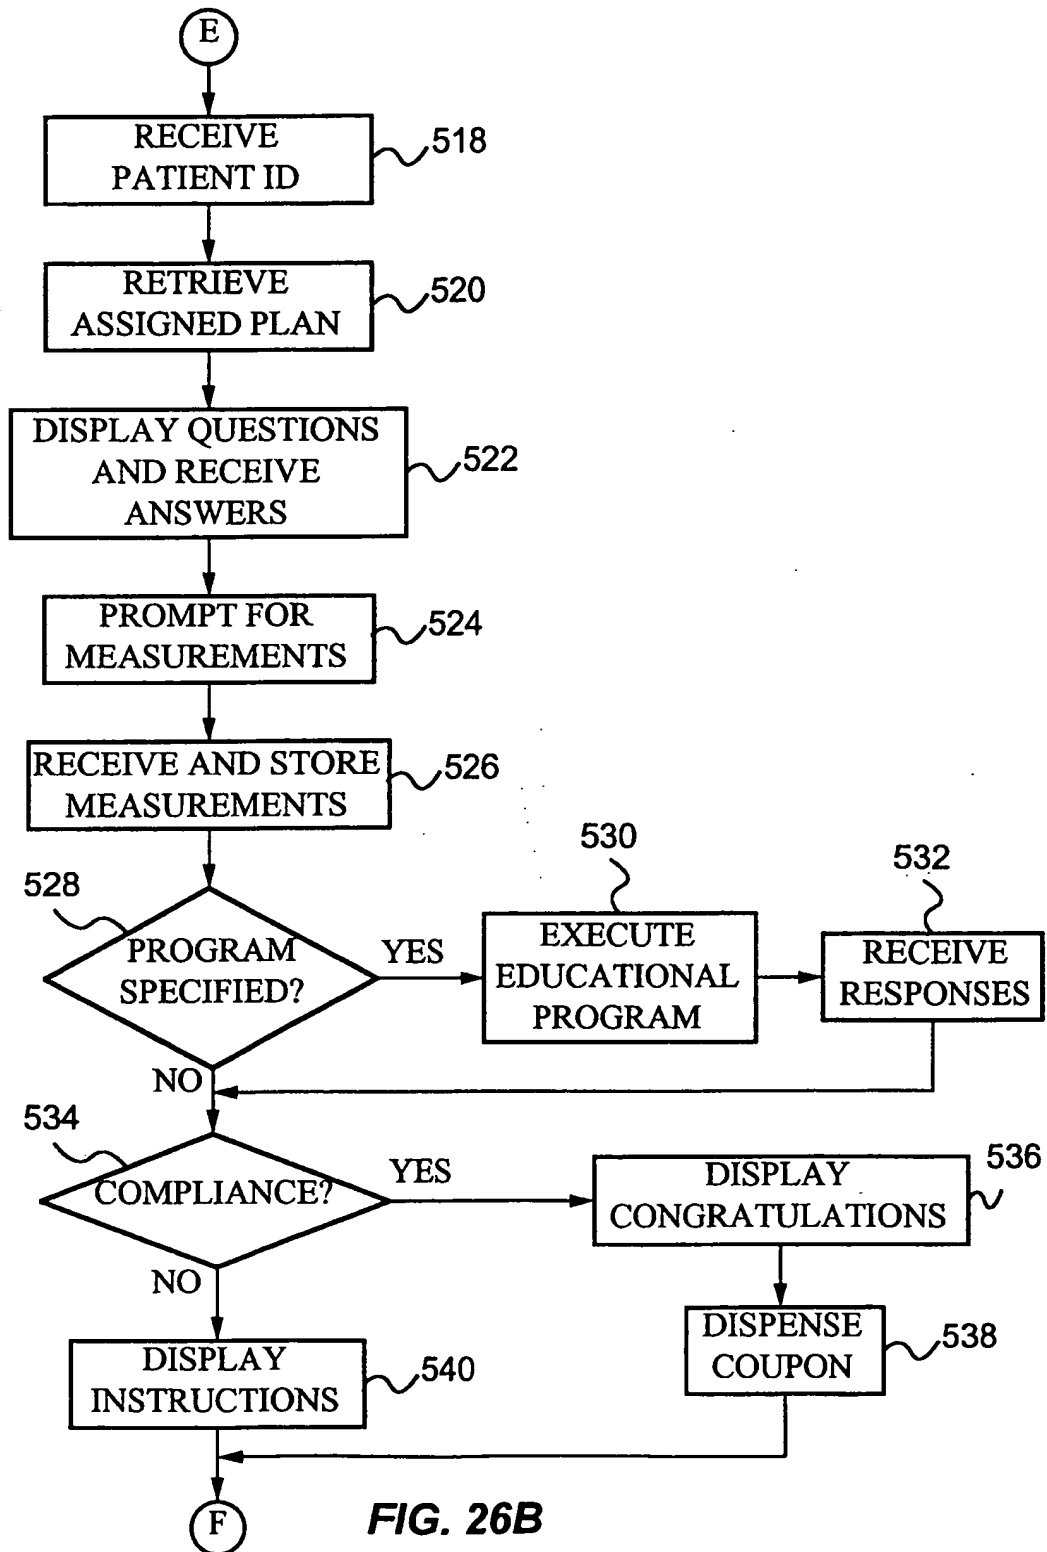 E
RECEIVE
PATIENT ID
518
RETRIEVE
ASSIGNED PLAN
520
DISPLAY QUESTIONS
AND RECEIVE
ANSWERS
522
PROMPT FOR
MEASUREMENTS
524
RECEIVE AND STORE
MEASUREMENTS
526
528
PROGRAM
SPECIFIED?
YES
530
EXECUTE
EDUCATIONAL
PROGRAM
532
RECEIVE
RESPONSES
NO
534
COMPLIANCE?
YES
DISPLAY
CONGRATULATIONS
536
NO
DISPENSE
COUPON
538
DISPLAY
INSTRUCTIONS
540
F
FIG. 26B